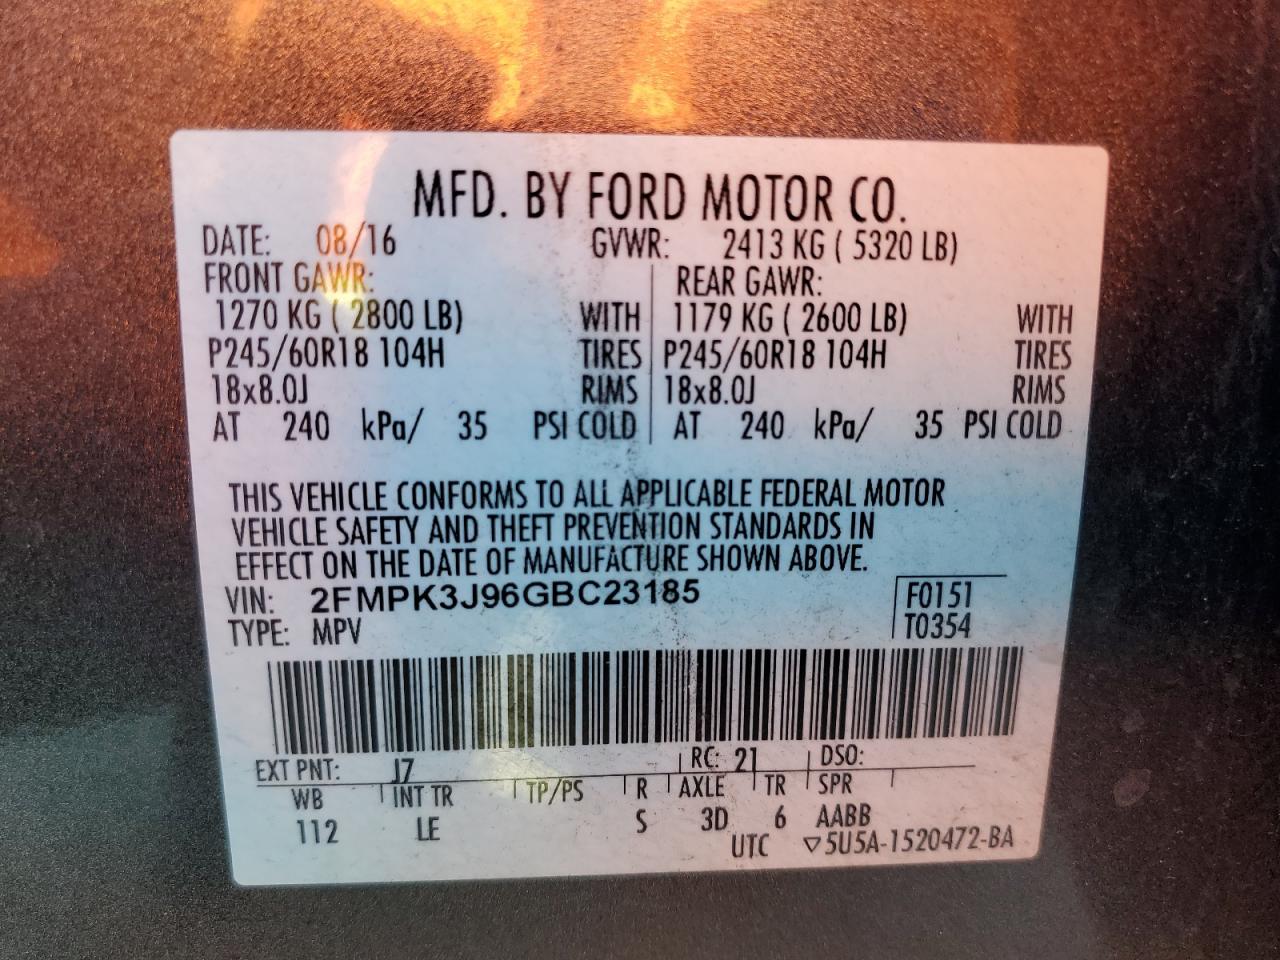 MFD. BY FORD MOTOR CO.
DATE: 08/16 GVWR: 2413 KG ( 5320 LB)
FRONT GAWR: REAR GAWR:
1270 KG ( 2800 LB) WITH 1179 KG ( 2600 LB) WITH
P245/60R18 104H TIRES P245/60R18 104H TIRES
18x8.0J RIMS 18x8.0J RIMS
AT 240 kPa/ 35 PSI COLD AT 240 kPa/ 35 PSI COLD
THIS VEHICLE CONFORMS TO ALL APPLICABLE FEDERAL MOTOR
VEHICLE SAFETY AND THEFT PREVENTION STANDARDS IN
EFFECT ON THE DATE OF MANUFACTURE SHOWN ABOVE.
VIN: 2FMPK3J96GBC23185 F0151
TYPE: MPV T0354
EXT PNT: J7 RC: 21 DSO:
WB INT TR TP/PS R AXLE TR SPR
112 LE S 3D 6 AABB
UTC ▽5U5A-1520472-BA